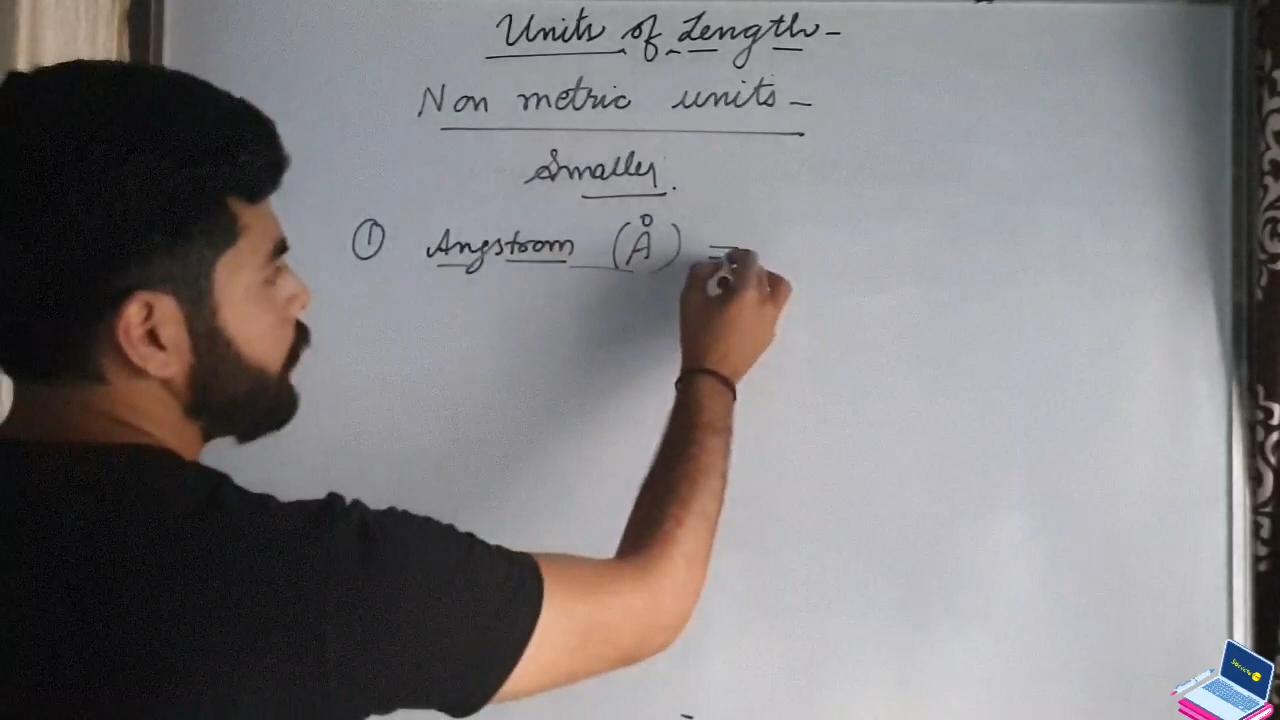 Units of Length-
Non metric units-
Smaller.
① Angstrom (Å) =